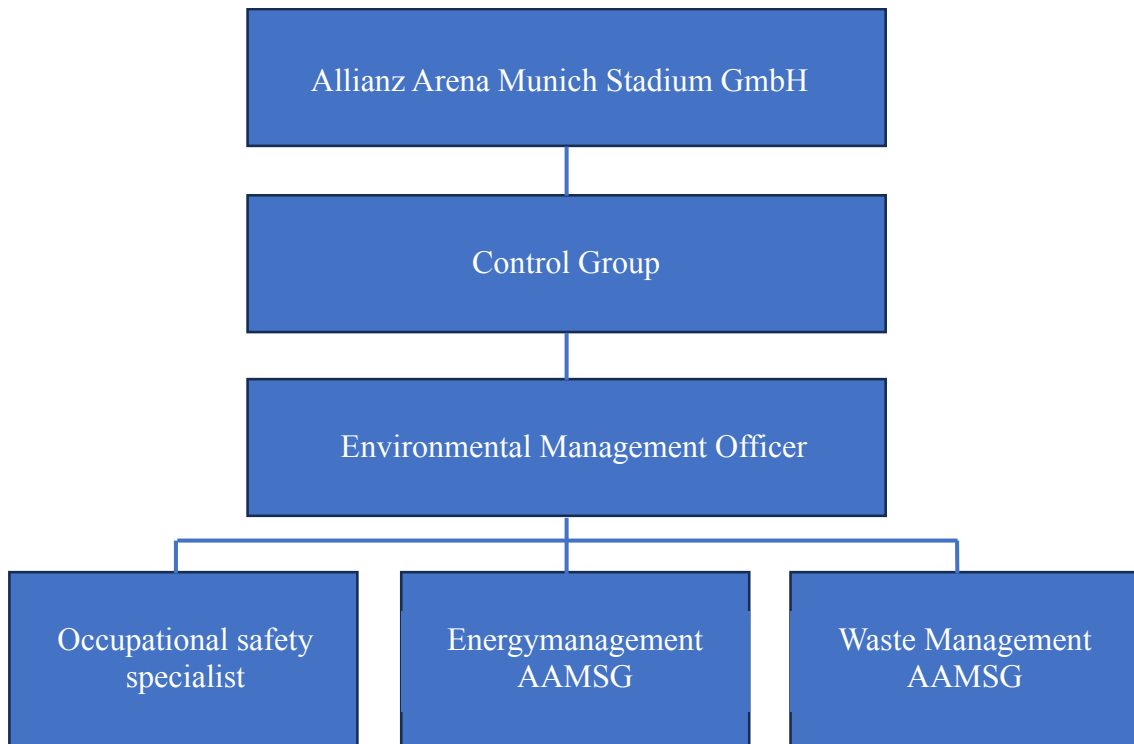 Allianz Arena Munich Stadium GmbH
Control Group
Environmental Management Officer
Occupational safety
specialist
Energymanagement
AAMSG
Waste Management
AAMSG